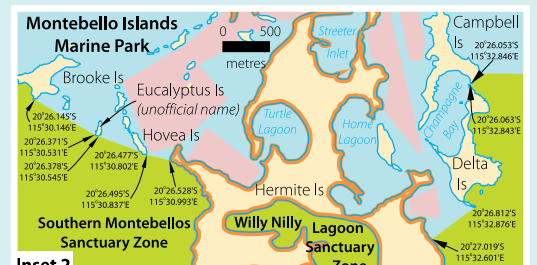 Montebello Islands
Marine Park
0 500
metres
Streeter
Inlet
Campbell
Is
20°26.053'S
115°32.846'E
Brooke Is
Eucalyptus Is
(unofficial name)
Champagne
Bay
20°26.145'S
115°30.146'E
Hovea Is
Turtle
Lagoon
Home
Lagoon
20°26.063'S
115°32.843'E
20°26.371'S
115°30.531'E
20°26.378'S
115°30.545'E
20°26.477'S
115°30.802'E
Delta
Is
20°26.495'S
115°30.837'E
20°26.528'S
115°30.993'E
Hermite Is
20°26.812'S
115°32.876'E
Southern Montebellos
Sanctuary Zone
Willy Nilly
Lagoon
Sanctuary
Zone
20°27.019'S
115°32.601'E
Inset 2